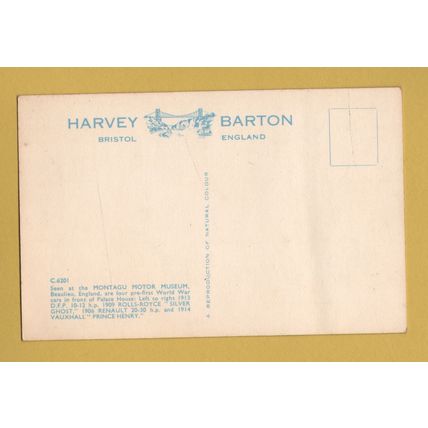 HARVEY BARTON
BRISTOL ENGLAND
A REPRODUCTION OF NATURAL COLOUR
C.6201
Seen at the MONTAGU MOTOR MUSEUM,
Beaulieu, England, are four pre-first World War
cars in front of Palace House: Left to right 1913
D.F.P. 10-12 h.p. 1909 ROLLS-ROYCE "SILVER
GHOST," 1906 RENAULT 20-30 h.p. and 1914
VAUXHALL "PRINCE HENRY."